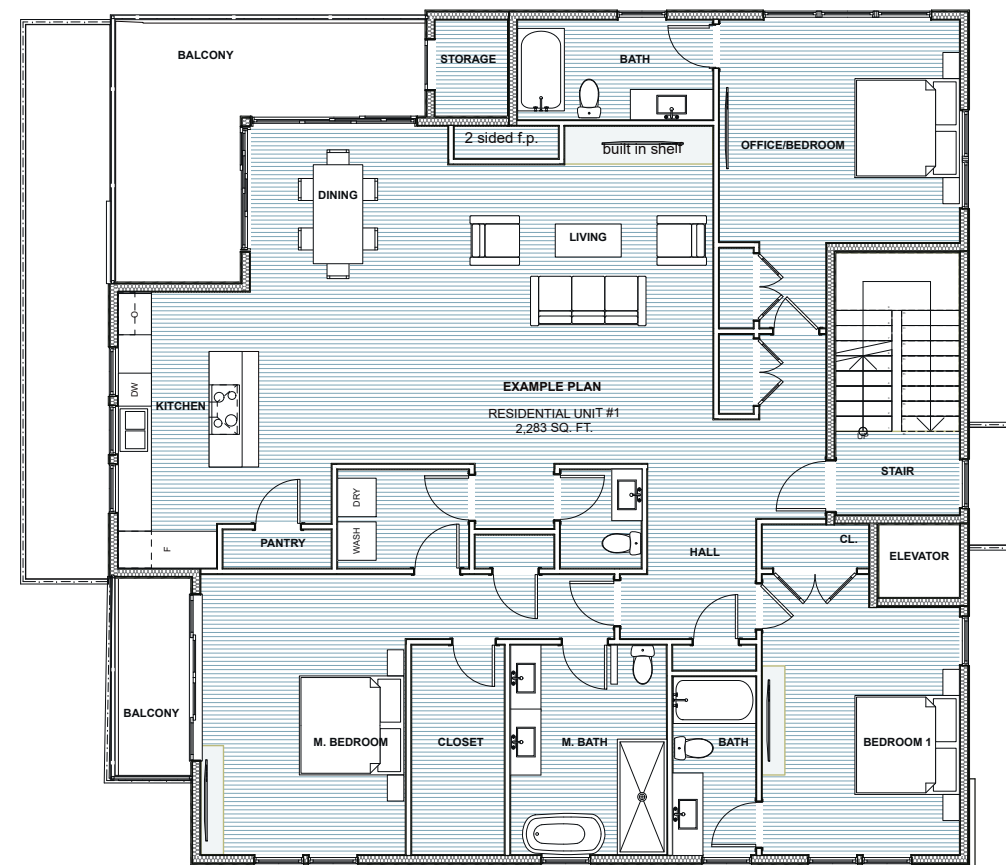 BALCONY
STORAGE
BATH
2 sided f.p.
built in shelf
OFFICE/BEDROOM
DINING
LIVING
O
DW
KITCHEN
EXAMPLE PLAN
RESIDENTIAL UNIT #1
2,283 SQ. FT.
UP
STAIR
DRY
WASH
F
PANTRY
HALL
CL.
ELEVATOR
BALCONY
M. BEDROOM
CLOSET
M. BATH
BATH
BEDROOM 1